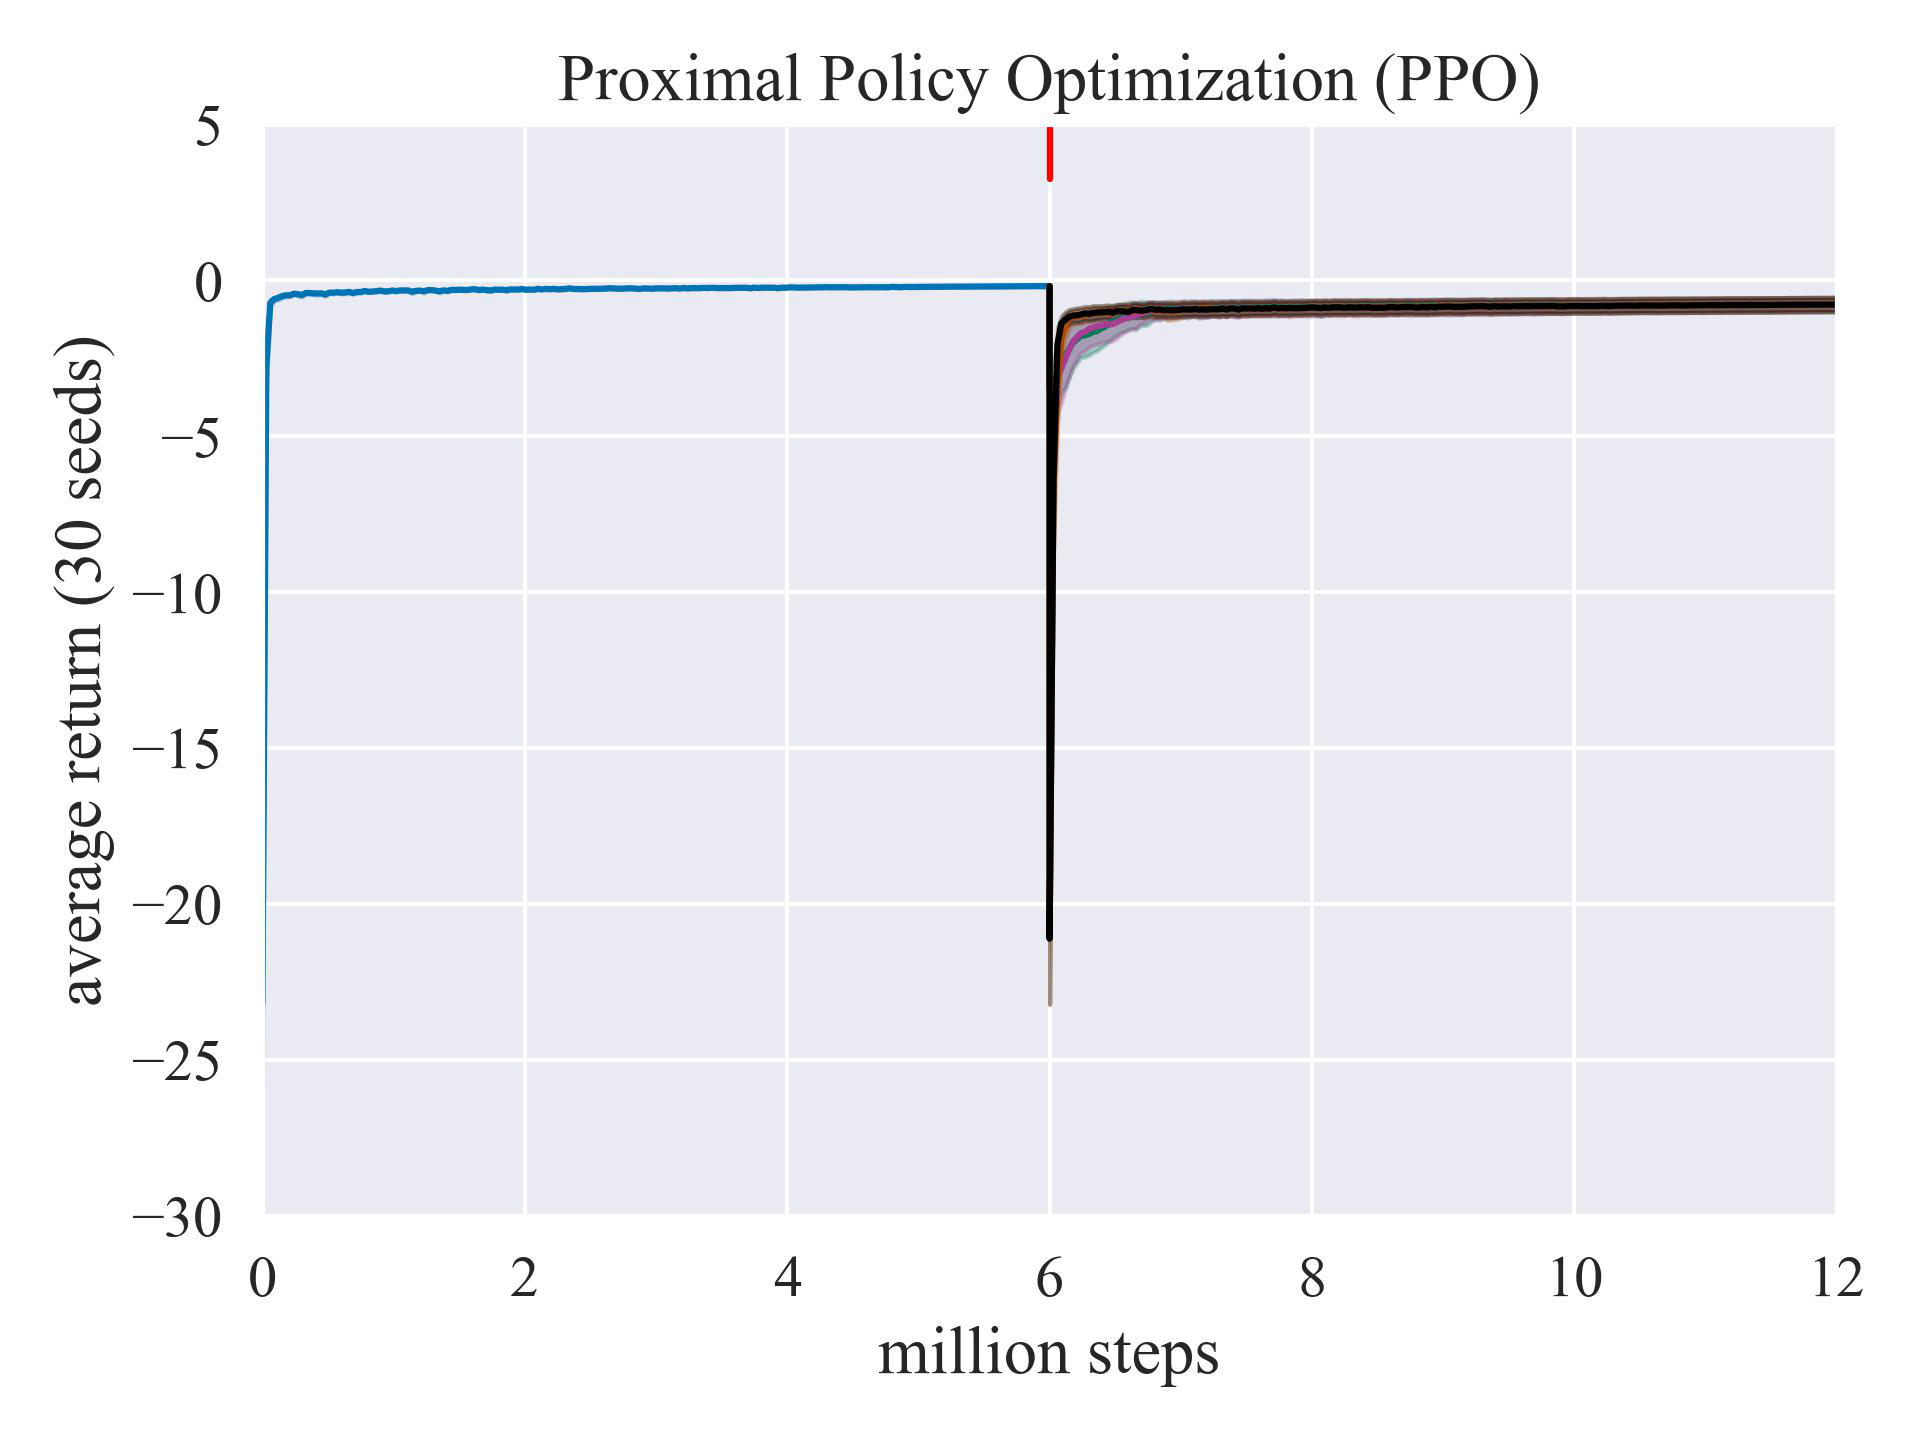 Proximal Policy Optimization (PPO)
5
0
−5
−10
−15
−20
−25
−30
average return (30 seeds)
0 2 4 6 8 10 12
million steps